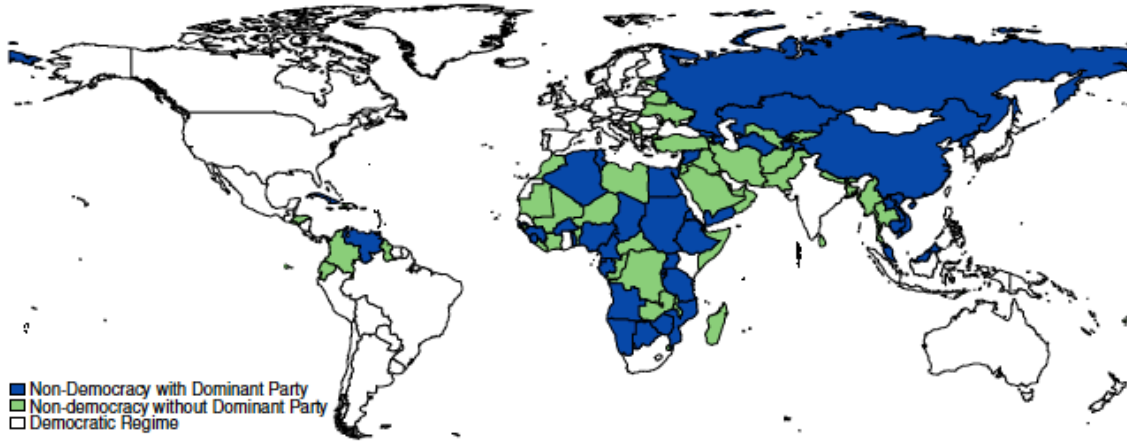 Non-Democracy with Dominant Party
Non-democracy without Dominant Party
Democratic Regime